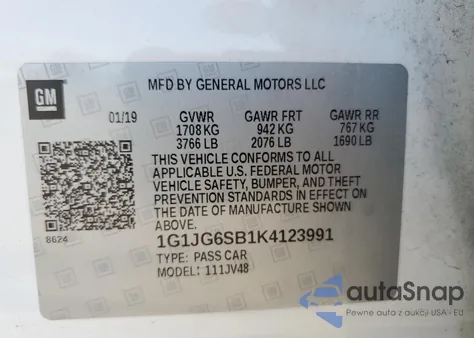 GM
MFD BY GENERAL MOTORS LLC
01/19 GVWR GAWR FRT GAWR RR
1708 KG 942 KG 767 KG
3766 LB 2076 LB 1690 LB
THIS VEHICLE CONFORMS TO ALL
APPLICABLE U.S. FEDERAL MOTOR
VEHICLE SAFETY, BUMPER, AND THEFT
PREVENTION STANDARDS IN EFFECT ON
THE DATE OF MANUFACTURE SHOWN
ABOVE.
8624
1G1JG6SB1K4123991
TYPE: PASS CAR
MODEL: 111JV48
autoSnap
Pewne auta z aukcji USA - EU